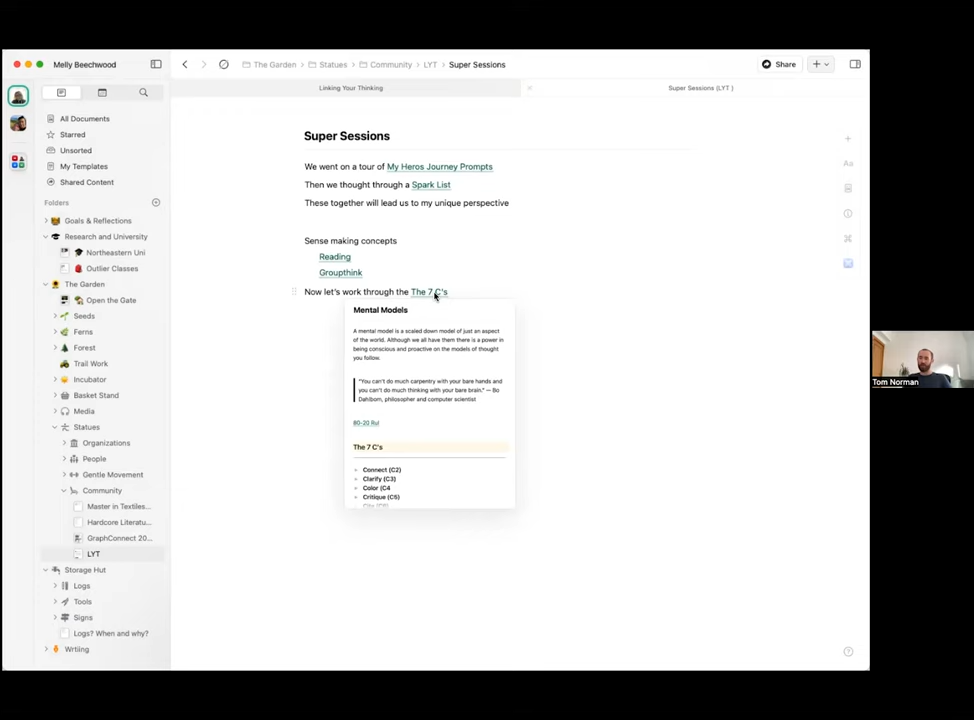 Melly Beechwood
The Garden > Statues > Community > LYT > Super Sessions
Share
Linking Your Thinking
Super Sessions (LYT )
All Documents
Starred
Unsorted
My Templates
Shared Content
Folders
Goals & Reflections
Research and University
Northeastern Uni
Outlier Classes
The Garden
Open the Gate
Seeds
Ferns
Forest
Trail Work
Incubator
Basket Stand
Media
Statues
Organizations
People
Gentle Movement
Community
Master in Textiles...
Hardcore Literatu...
GraphConnect 20...
LYT
Storage Hut
Logs
Tools
Signs
Logs? When and why?
Writing
Super Sessions
We went on a tour of My Heros Journey Prompts
Then we thought through a Spark List
These together will lead us to my unique perspective
Sense making concepts
Reading
Groupthink
Now let's work through the The 7 C's
Mental Models
A mental model is a scaled down model of just an aspect
of the world. Although we all have them there is a power in
being conscious and proactive on the models of thought
you follow.
"You can't do much carpentry with your bare hands and
you can't do much thinking with your bare brain." — Bo
Dahlbom, philosopher and computer scientist
80-20 Rul
The 7 C's
Connect (C2)
Clarify (C3)
Color (C4
Critique (C5)
Aa
Tom Norman